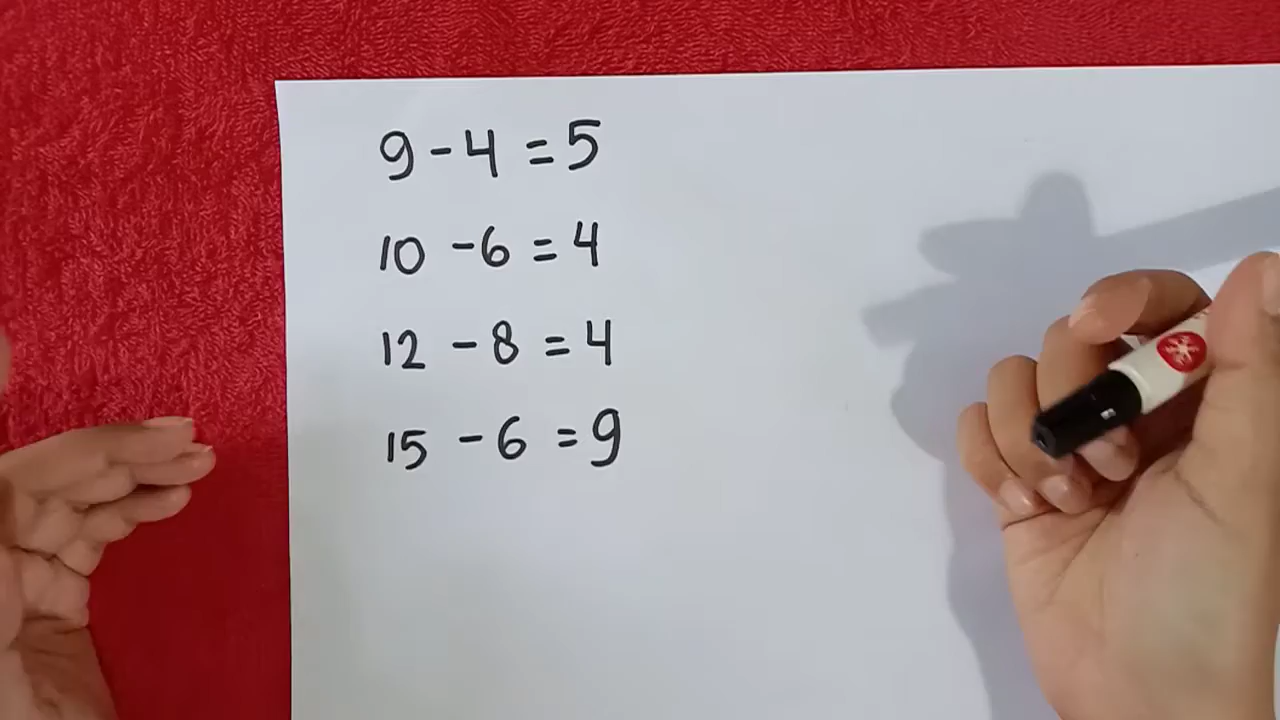 9 - 4 = 5
10 - 6 = 4
12 - 8 = 4
15 - 6 = 9